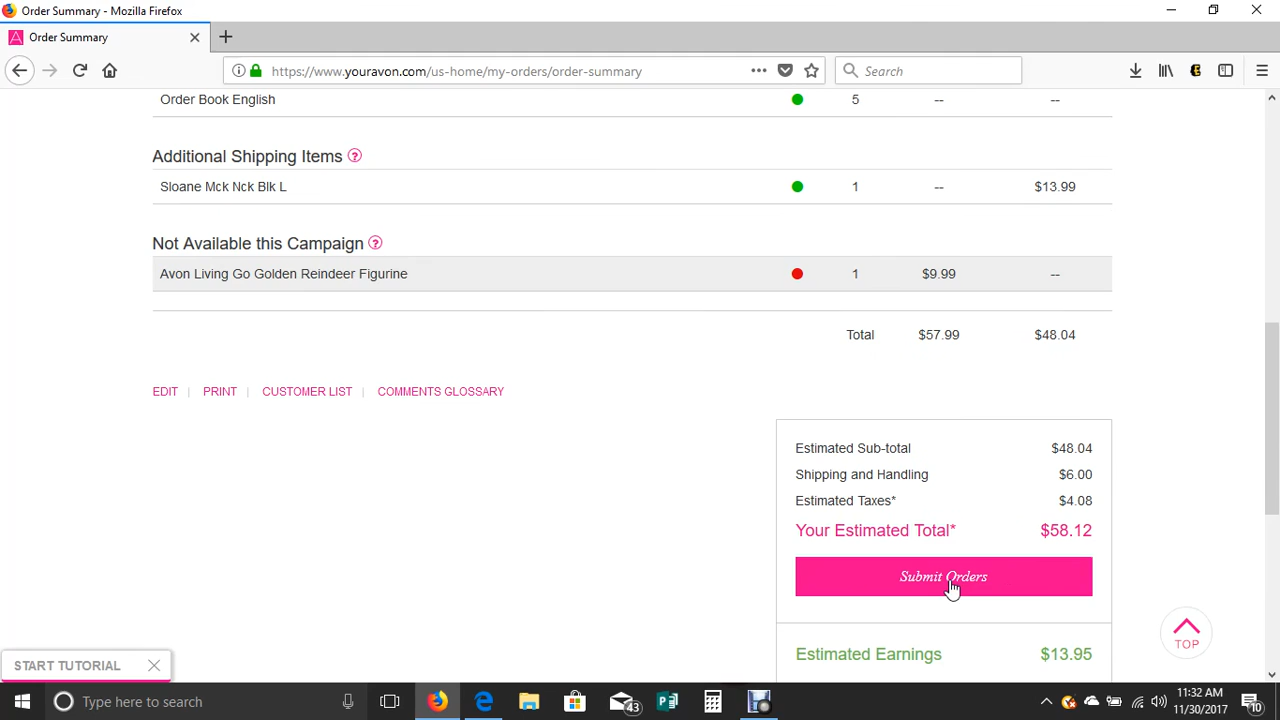 Order Summary - Mozilla Firefox
Order Summary
https://www.youravon.com/us-home/my-orders/order-summary
Search
Order Book English 5 -- --
Additional Shipping Items ?
Sloane Mck Nck Blk L 1 -- $13.99
Not Available this Campaign ?
Avon Living Go Golden Reindeer Figurine 1 $9.99 --
Total $57.99 $48.04
EDIT | PRINT | CUSTOMER LIST | COMMENTS GLOSSARY
Estimated Sub-total $48.04
Shipping and Handling $6.00
Estimated Taxes* $4.08
Your Estimated Total* $58.12
Submit Orders
TOP
Estimated Earnings $13.95
START TUTORIAL
Type here to search
43
11:32 AM
11/30/2017
10